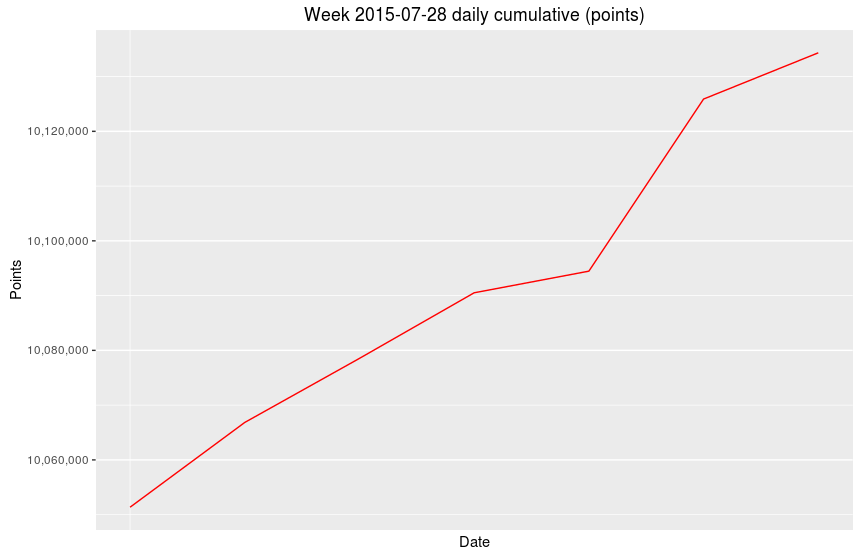 Week 2015-07-28 daily cumulative (points)
10,120,000
10,100,000
10,080,000
10,060,000
Points
Date